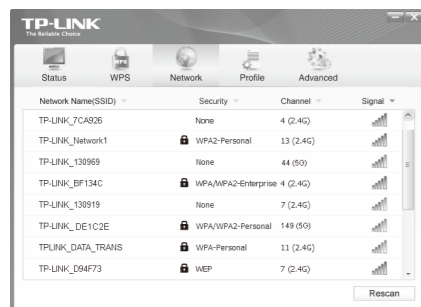 TP-LINK
The Reliable Choice
WPS
Status WPS Network Profile Advanced
Network Name(SSID) Security Channel Signal
TP-LINK_7CA926 None 4 (2.4G)
TP-LINK_Network1 WPA2-Personal 13 (2.4G)
TP-LINK_130969 None 44 (5G)
TP-LINK_BF134C WPA/WPA2-Enterprise 4 (2.4G)
TP-LINK_130919 None 7 (2.4G)
TP-LINK_ DE1C2E WPA/WPA2-Personal 149 (5G)
TPLINK_DATA_TRANS WPA-Personal 11 (2.4G)
TP-LINK_D94F73 WEP 7 (2.4G)
Rescan